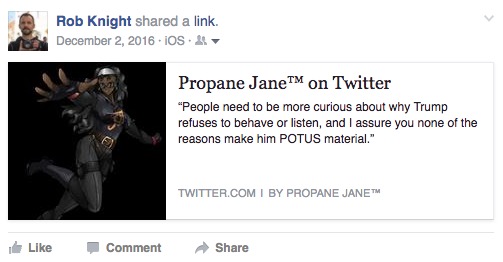 Rob Knight shared a link.
December 2, 2016 · iOS ·
Propane Jane™ on Twitter
“People need to be more curious about why Trump
refuses to behave or listen, and I assure you none of the
reasons make him POTUS material.”
TWITTER.COM | BY PROPANE JANE™
Like Comment Share